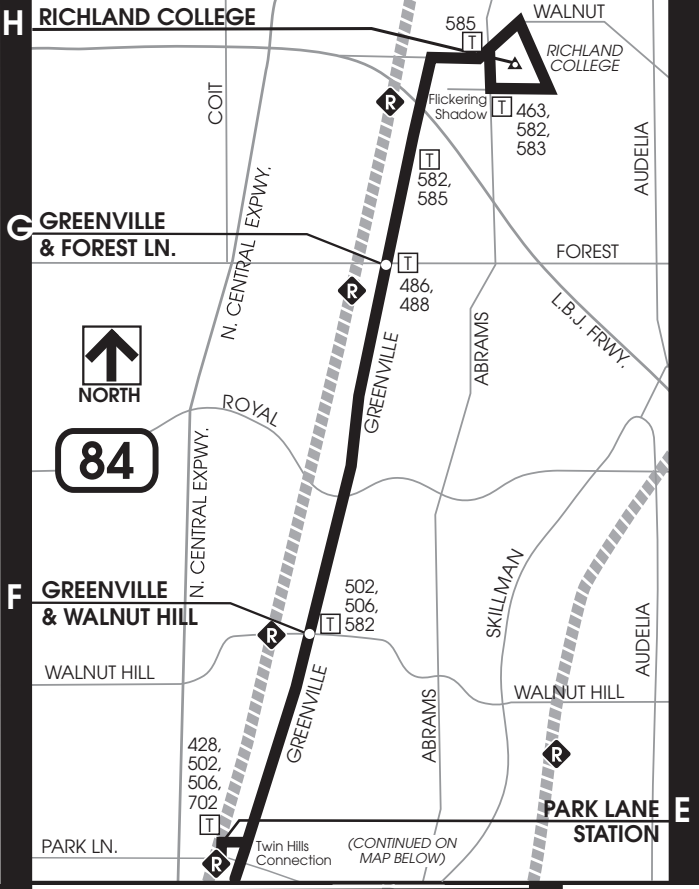 H
RICHLAND COLLEGE
585
T
WALNUT
RICHLAND
COLLEGE
COIT
R
Flickering
Shadow
T
463,
582,
583
AUDELIA
T
582,
585
N. CENTRAL EXPWY.
G
GREENVILLE
& FOREST LN.
FOREST
T
486,
488
R
L.B.J. FRWY.
ABRAMS
GREENVILLE
NORTH
ROYAL
84
N. CENTRAL EXPWY.
SKILLMAN
F
GREENVILLE
& WALNUT HILL
502,
506,
582
T
R
AUDELIA
WALNUT HILL
GREENVILLE
ABRAMS
WALNUT HILL
R
428,
502,
506,
702
T
PARK LANE
STATION
E
PARK LN.
R
Twin Hills
Connection
(CONTINUED ON
MAP BELOW)